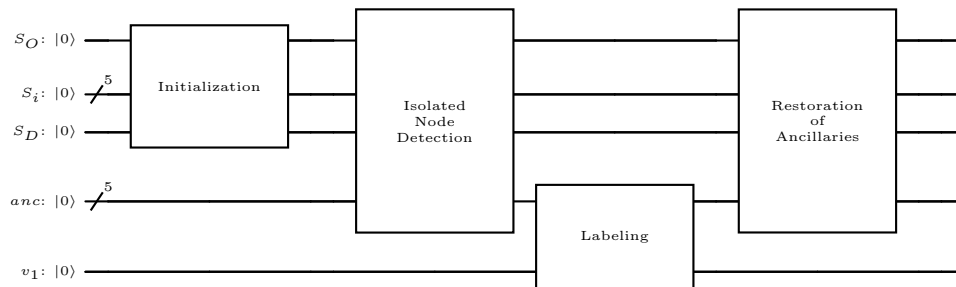 S_O: |0⟩
5
S_i: |0⟩
S_D: |0⟩
5
anc: |0⟩
v_1: |0⟩
Initialization
Isolated
Node
Detection
Labeling
Restoration
of
Ancillaries